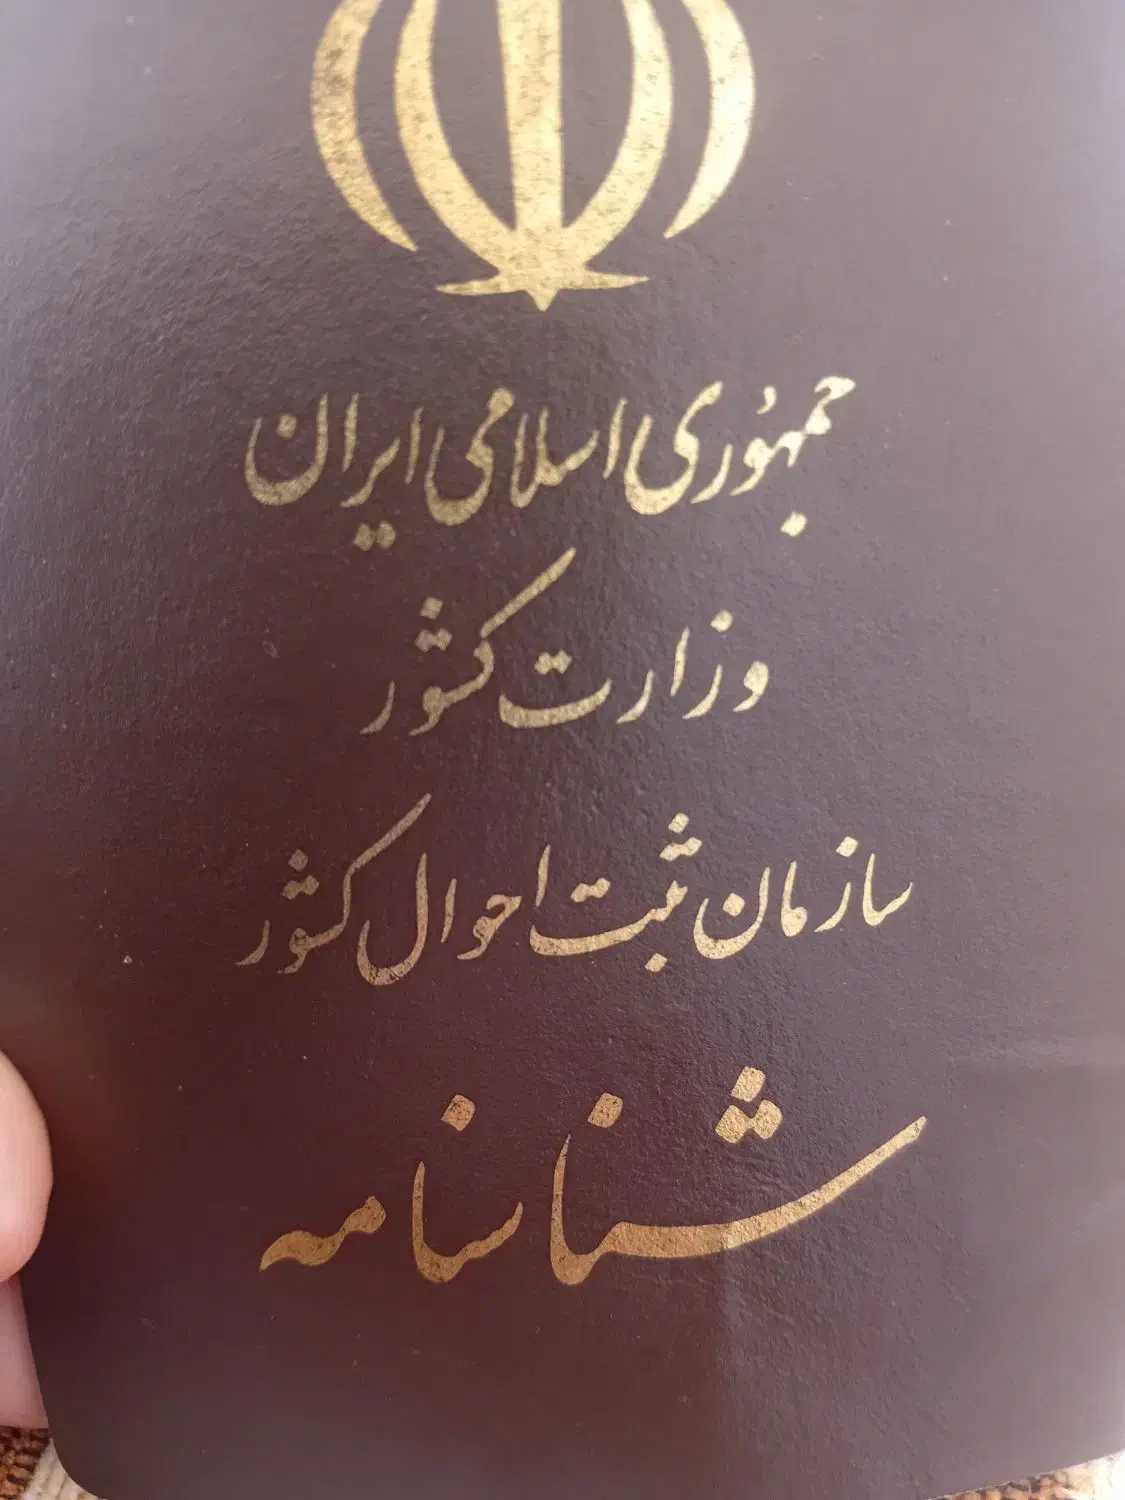 جمهوری اسلامی ایران
وزارت کشور
سازمان ثبت احوال کشور
شناسنامه